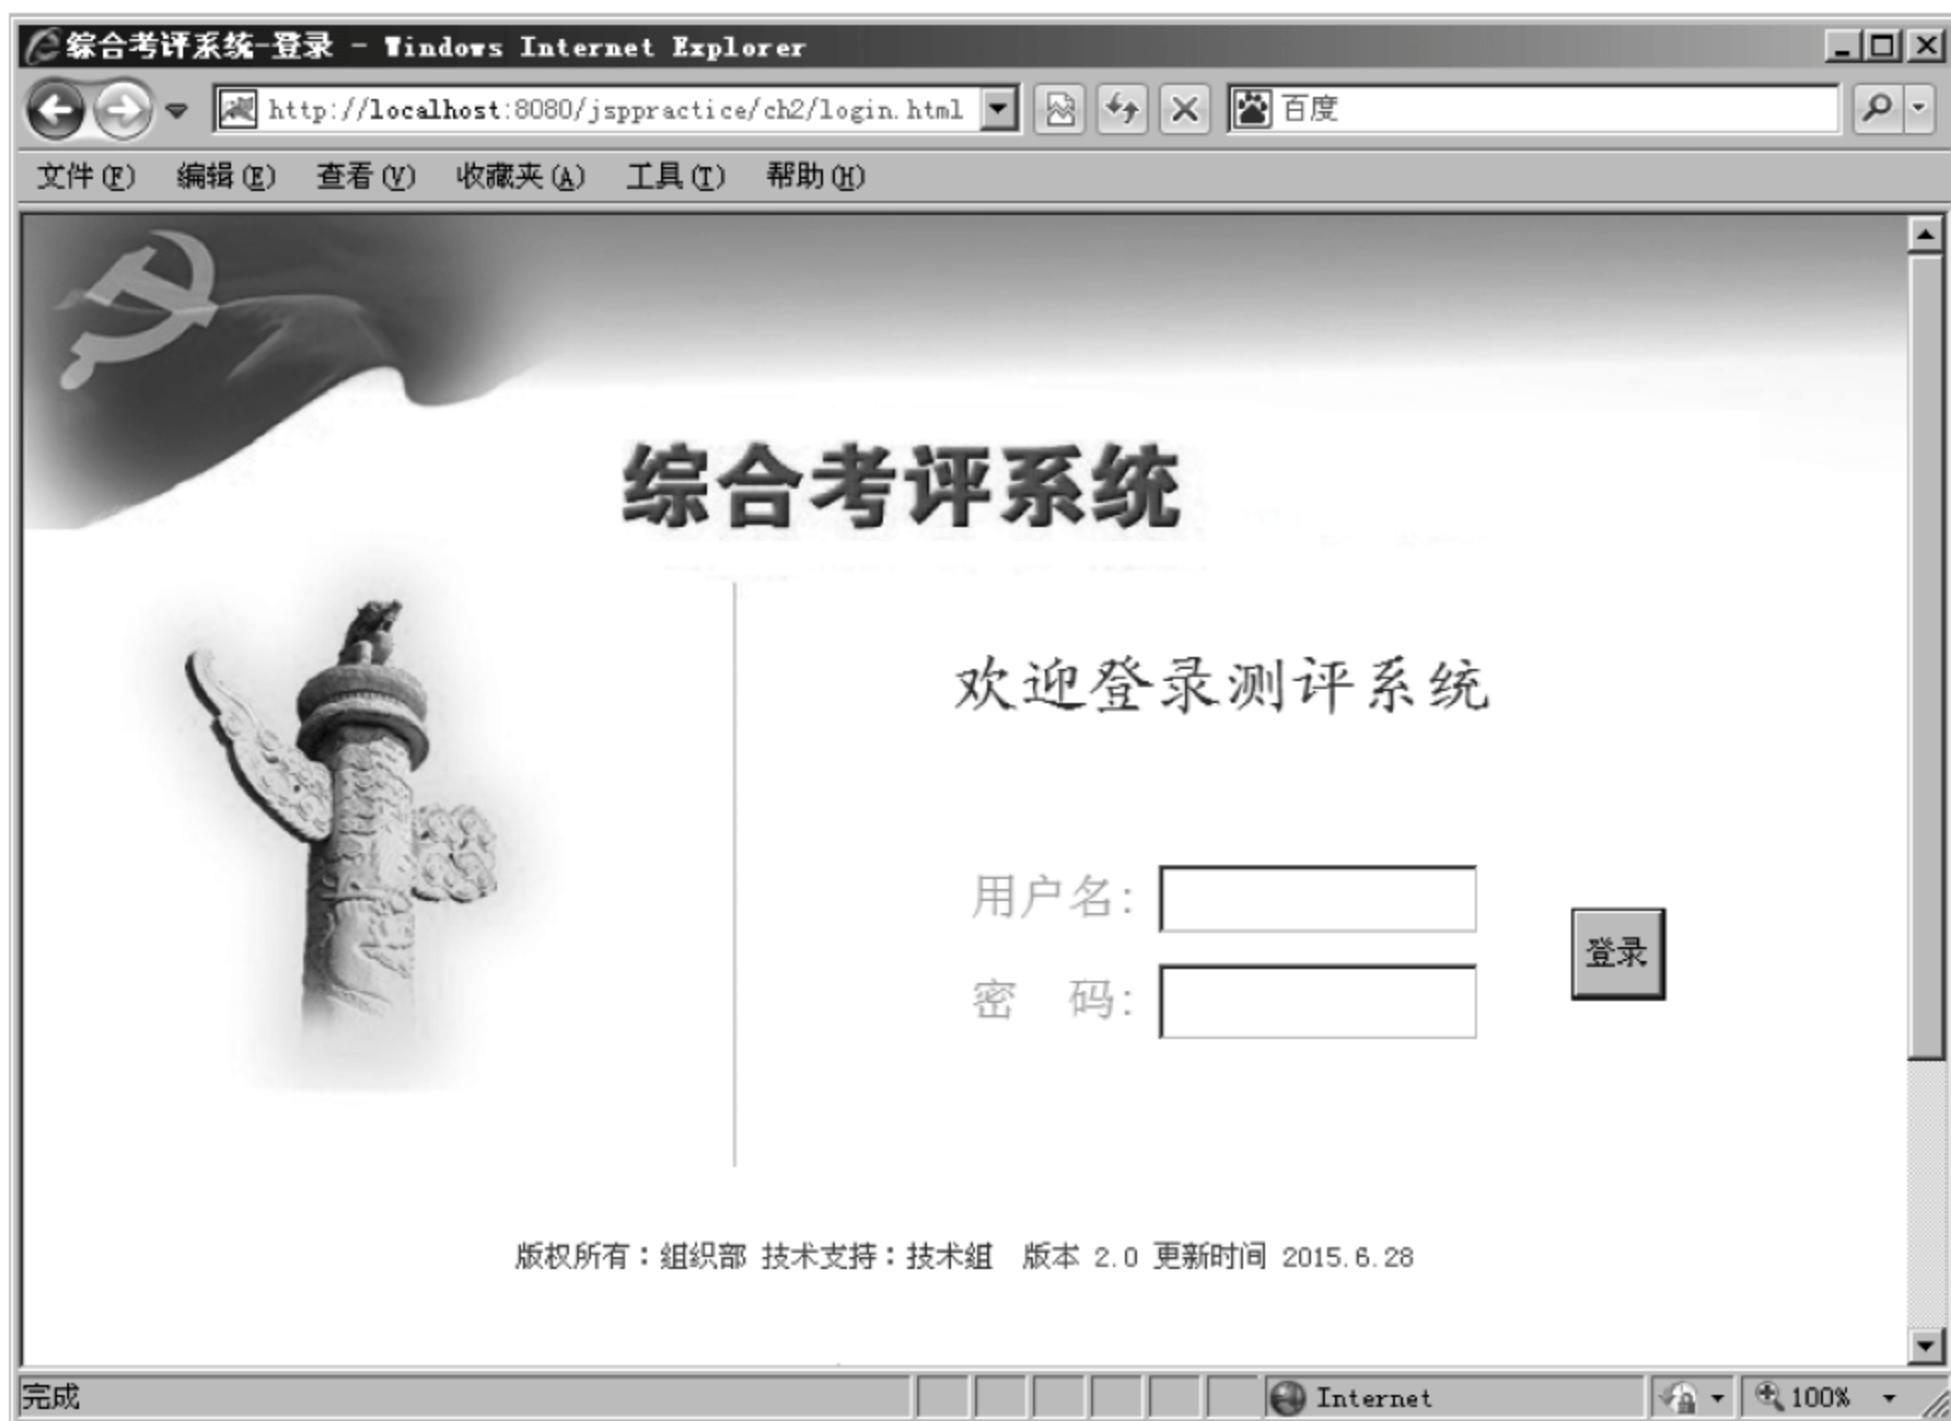 综合考评系统-登录 - Windows Internet Explorer
http://localhost:8080/jsppractice/ch2/login.html 百度
文件(F) 编辑(E) 查看(V) 收藏夹(A) 工具(T) 帮助(H)
综合考评系统
欢迎登录测评系统
用户名:
登录
密 码:
版权所有：组织部 技术支持：技术组 版本 2.0 更新时间 2015.6.28
完成 Internet 100%